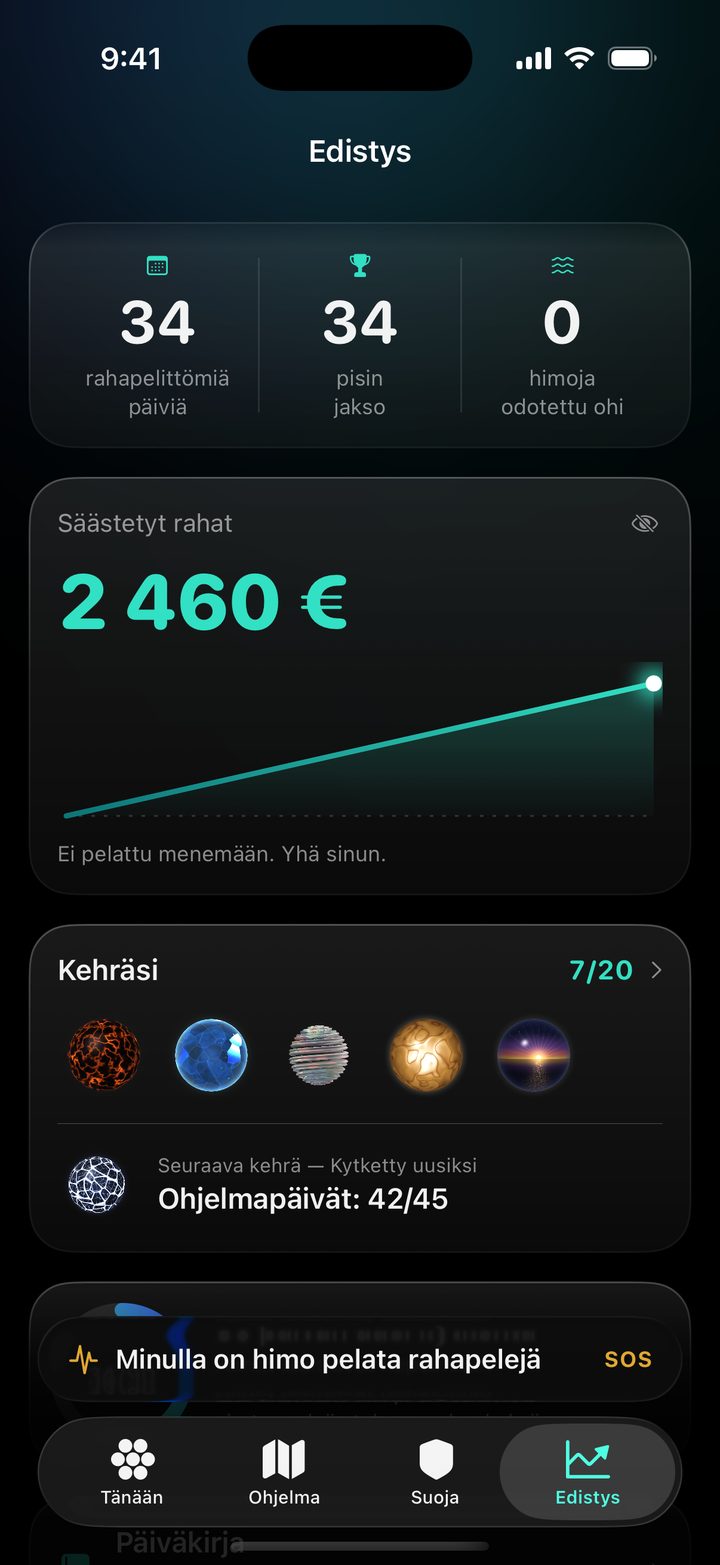 9:41
Edistys
34
rahapelittömiä
päiviä
34
pisin
jakso
0
himoja
odotettu ohi
Säästetyt rahat
2 460 €
Ei pelattu menemään. Yhä sinun.
Kehräsi
7/20
Seuraava kehrä — Kytketty uusiksi
Ohjelmapäivät: 42/45
Minulla on himo pelata rahapelejä
SOS
Tänään
Ohjelma
Suoja
Edistys
Päiväkirja